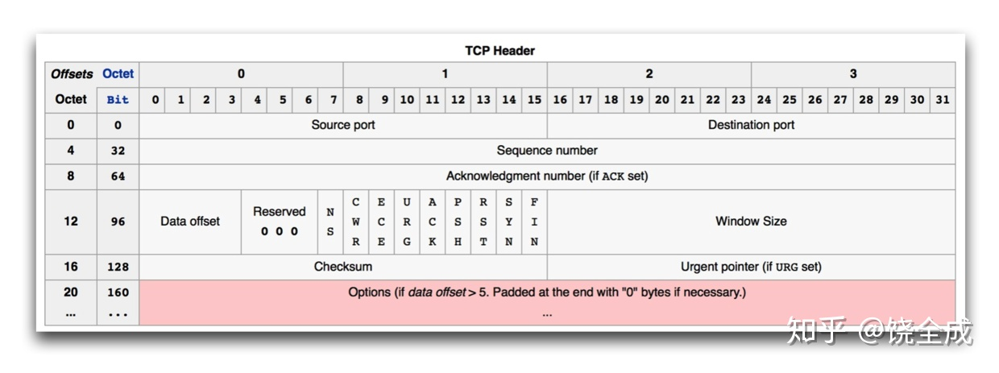 TCP Header
Offsets Octet 0 1 2 3
Octet Bit 0 1 2 3 4 5 6 7 8 9 10 11 12 13 14 15 16 17 18 19 20 21 22 23 24 25 26 27 28 29 30 31
0 0 Source port Destination port
4 32 Sequence number
8 64 Acknowledgment number (if ACK set)
12 96 Data offset Reserved 0 0 0 NS CWR ECE URG ACK PSH RST SYN FIN Window Size
16 128 Checksum Urgent pointer (if URG set)
20 160 Options (if data offset > 5. Padded at the end with "0" bytes if necessary.)
... ... ...
知乎 @饶全成